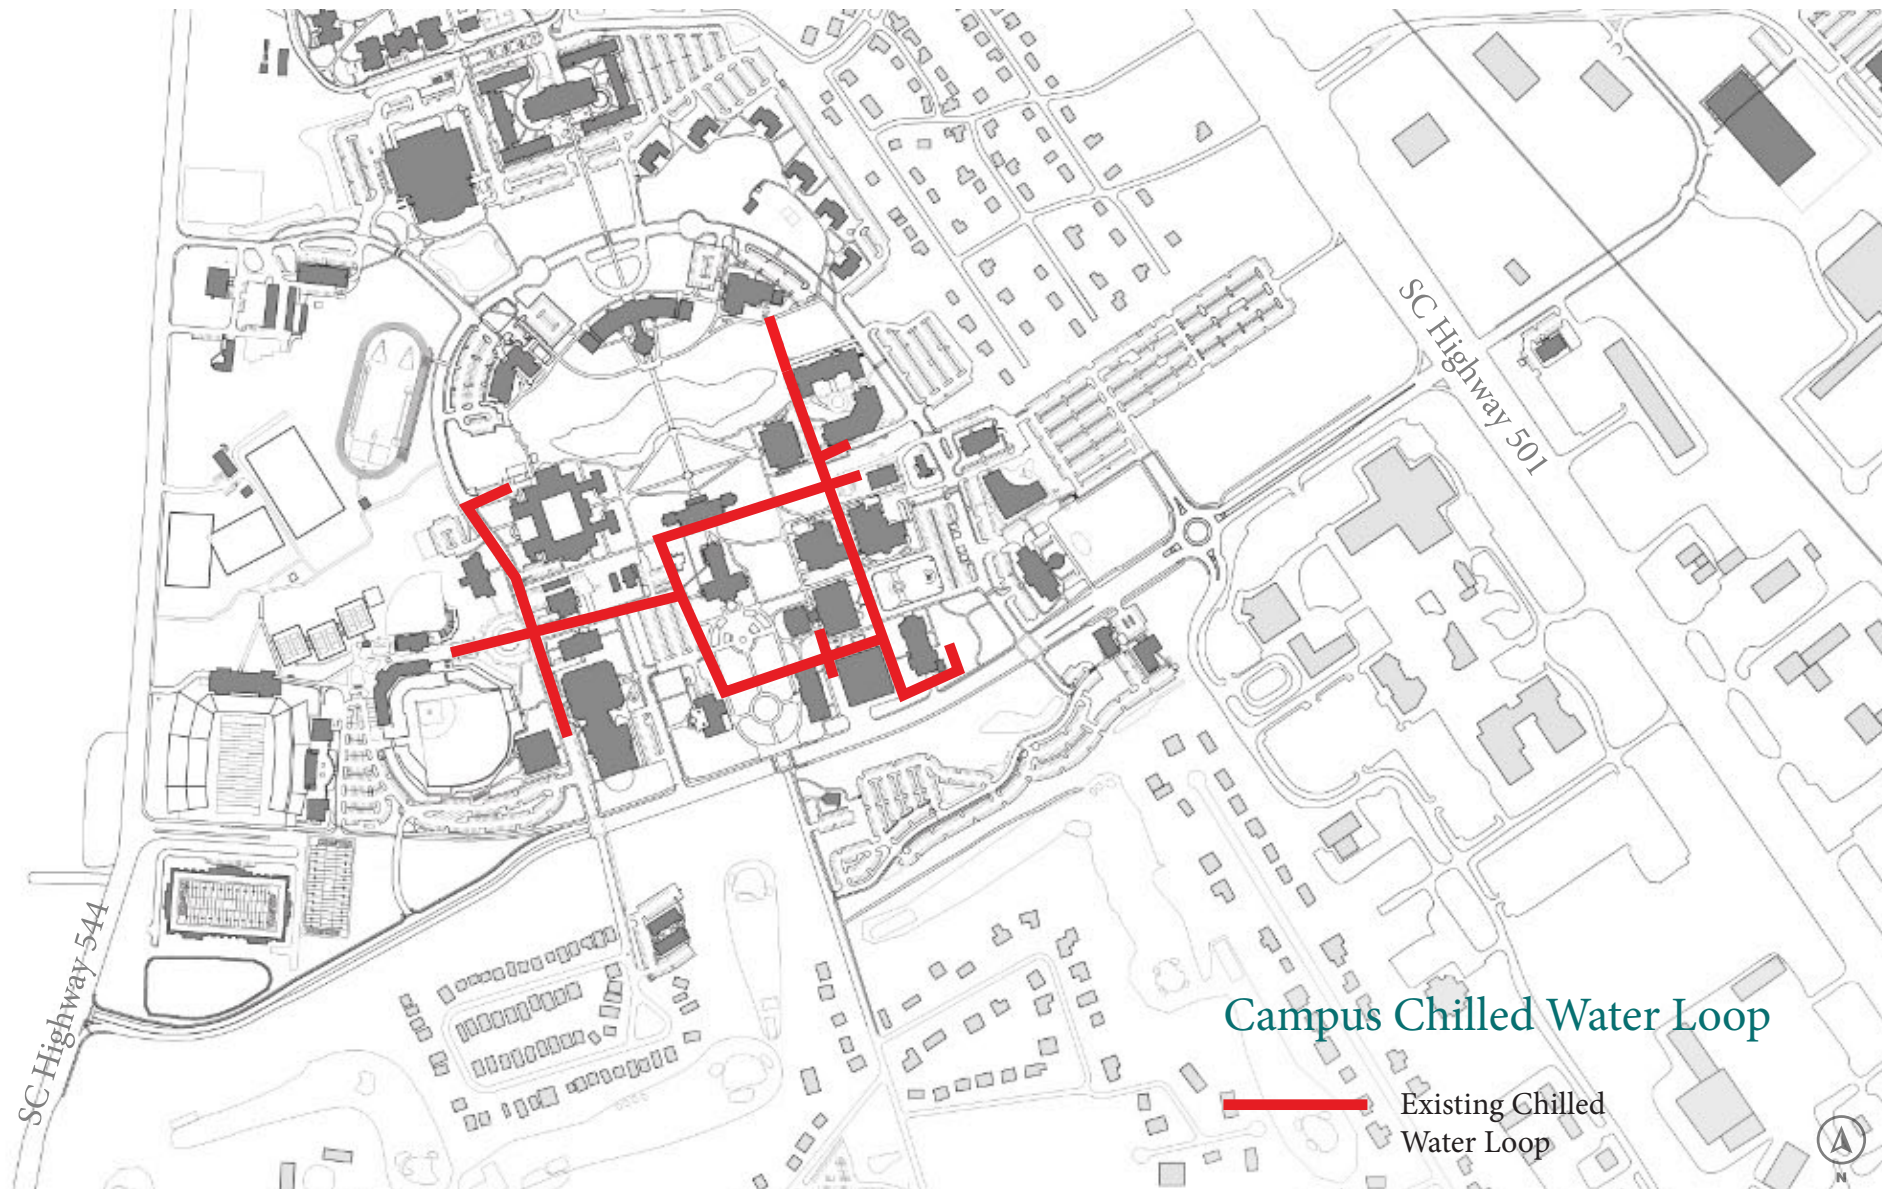 SC Highway 501
SC Highway 544
Campus Chilled Water Loop
Existing Chilled
Water Loop
N